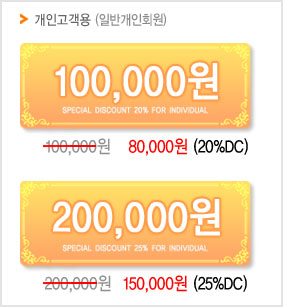 개인고객용 (일반개인회원)
100,000원
SPECIAL DISCOUNT 20% FOR INDIVIDUAL
100,000원 80,000원 (20%DC)
200,000원
SPECIAL DISCOUNT 25% FOR INDIVIDUAL
200,000원 150,000원 (25%DC)